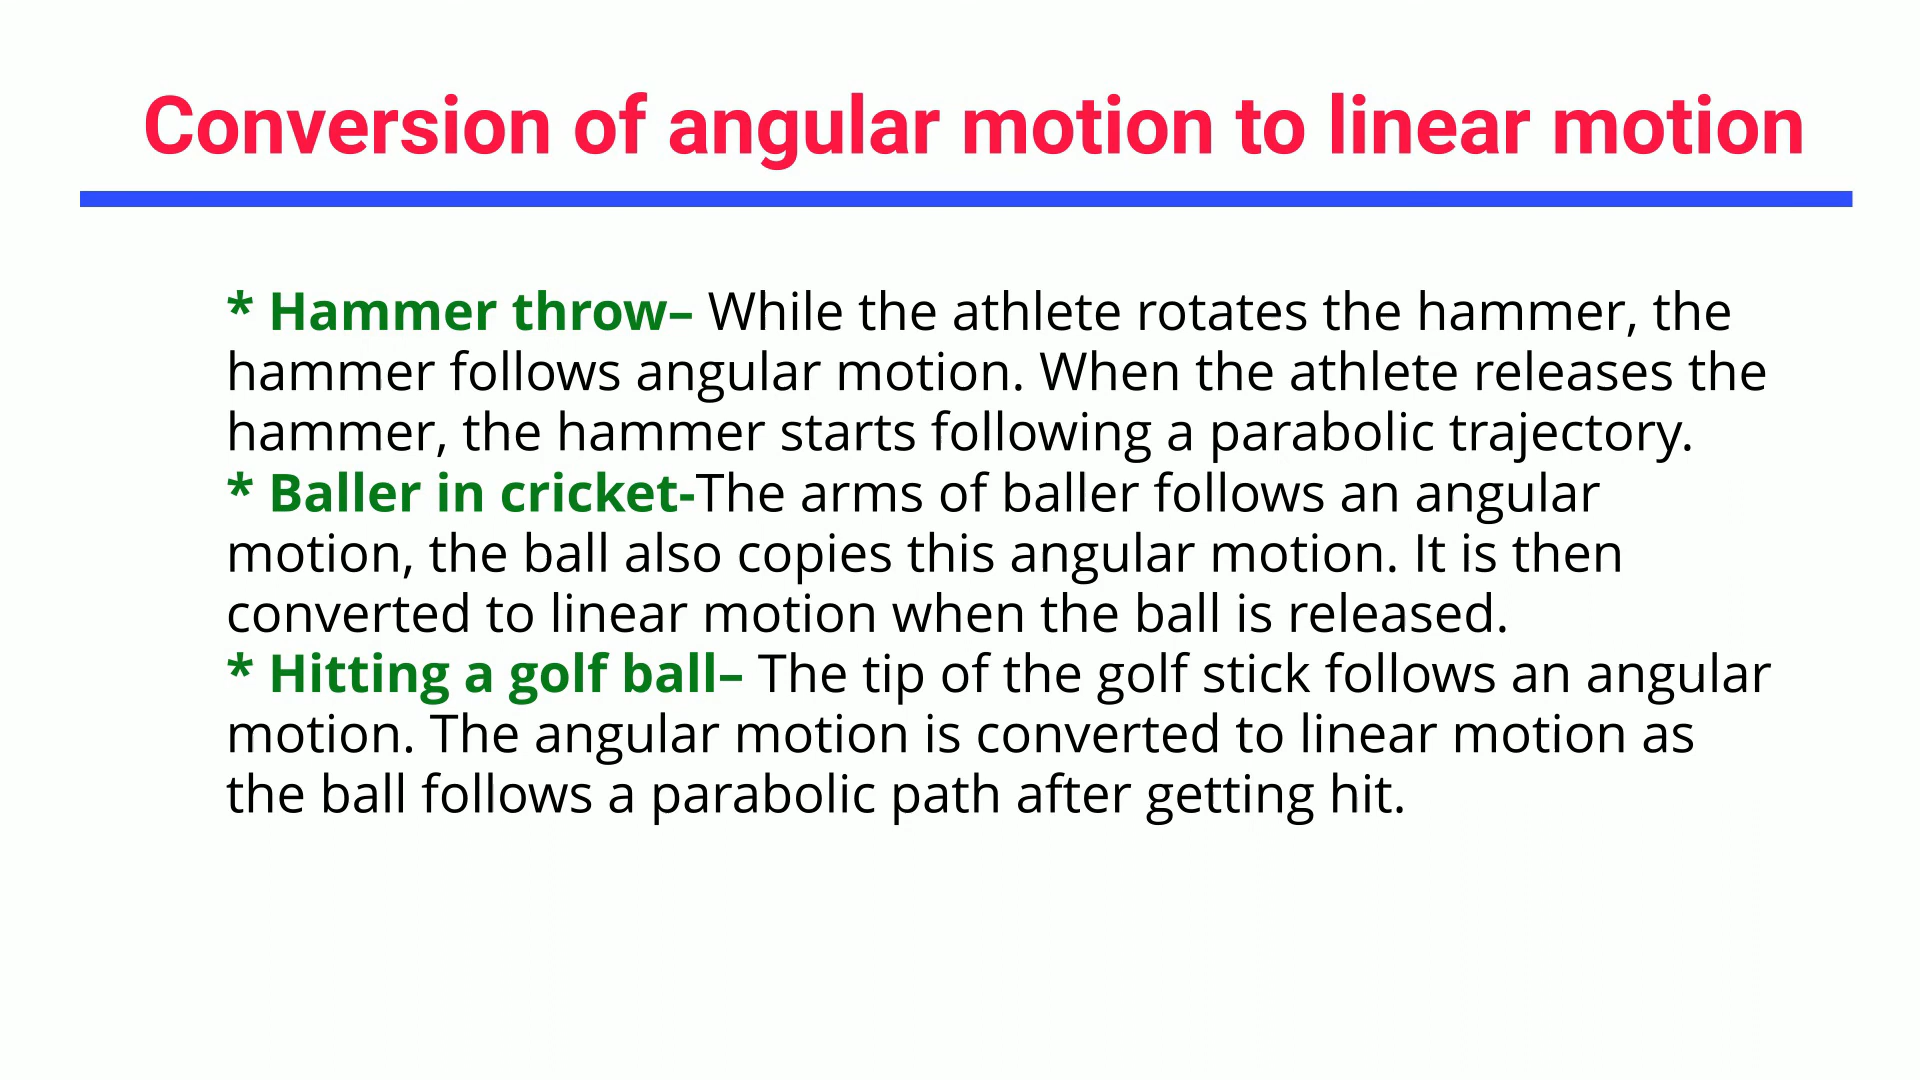 Conversion of angular motion to linear motion
* Hammer throw– While the athlete rotates the hammer, the
hammer follows angular motion. When the athlete releases the
hammer, the hammer starts following a parabolic trajectory.
* Baller in cricket-The arms of baller follows an angular
motion, the ball also copies this angular motion. It is then
converted to linear motion when the ball is released.
* Hitting a golf ball– The tip of the golf stick follows an angular
motion. The angular motion is converted to linear motion as
the ball follows a parabolic path after getting hit.